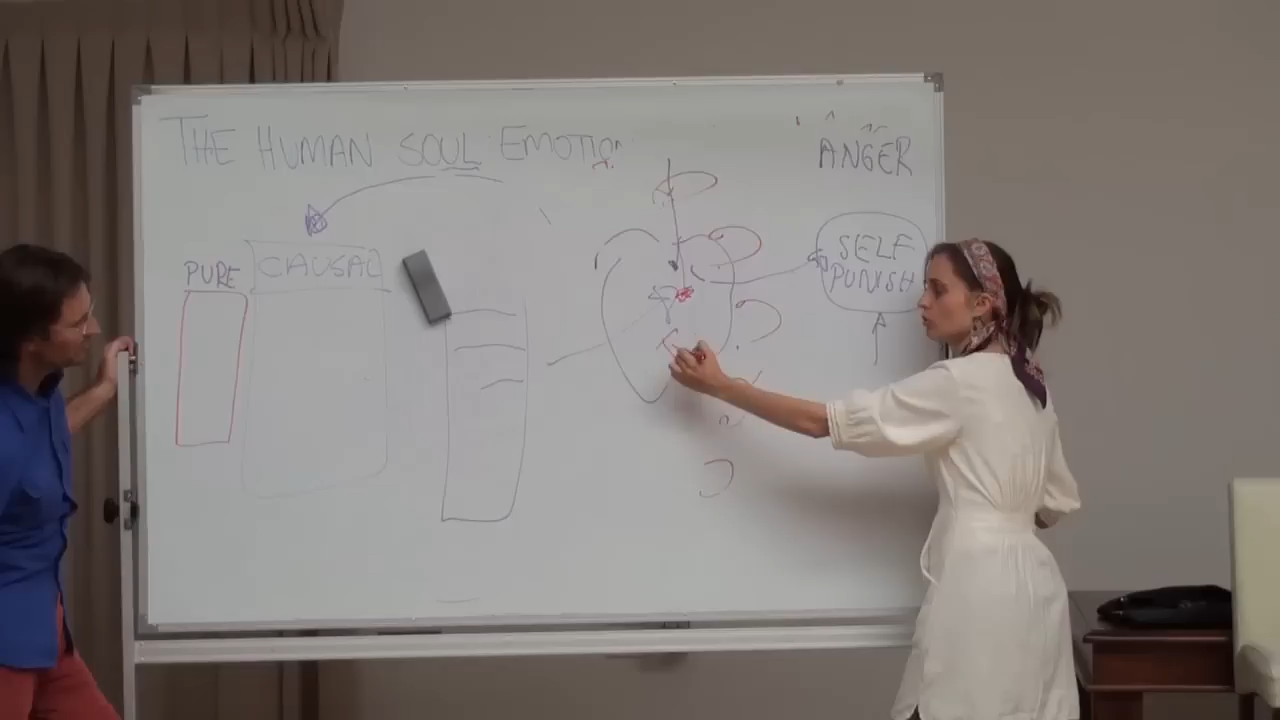 THE HUMAN SOUL EMOTION
ANGER
SELF
PUNISH
PURE
CAUSAL